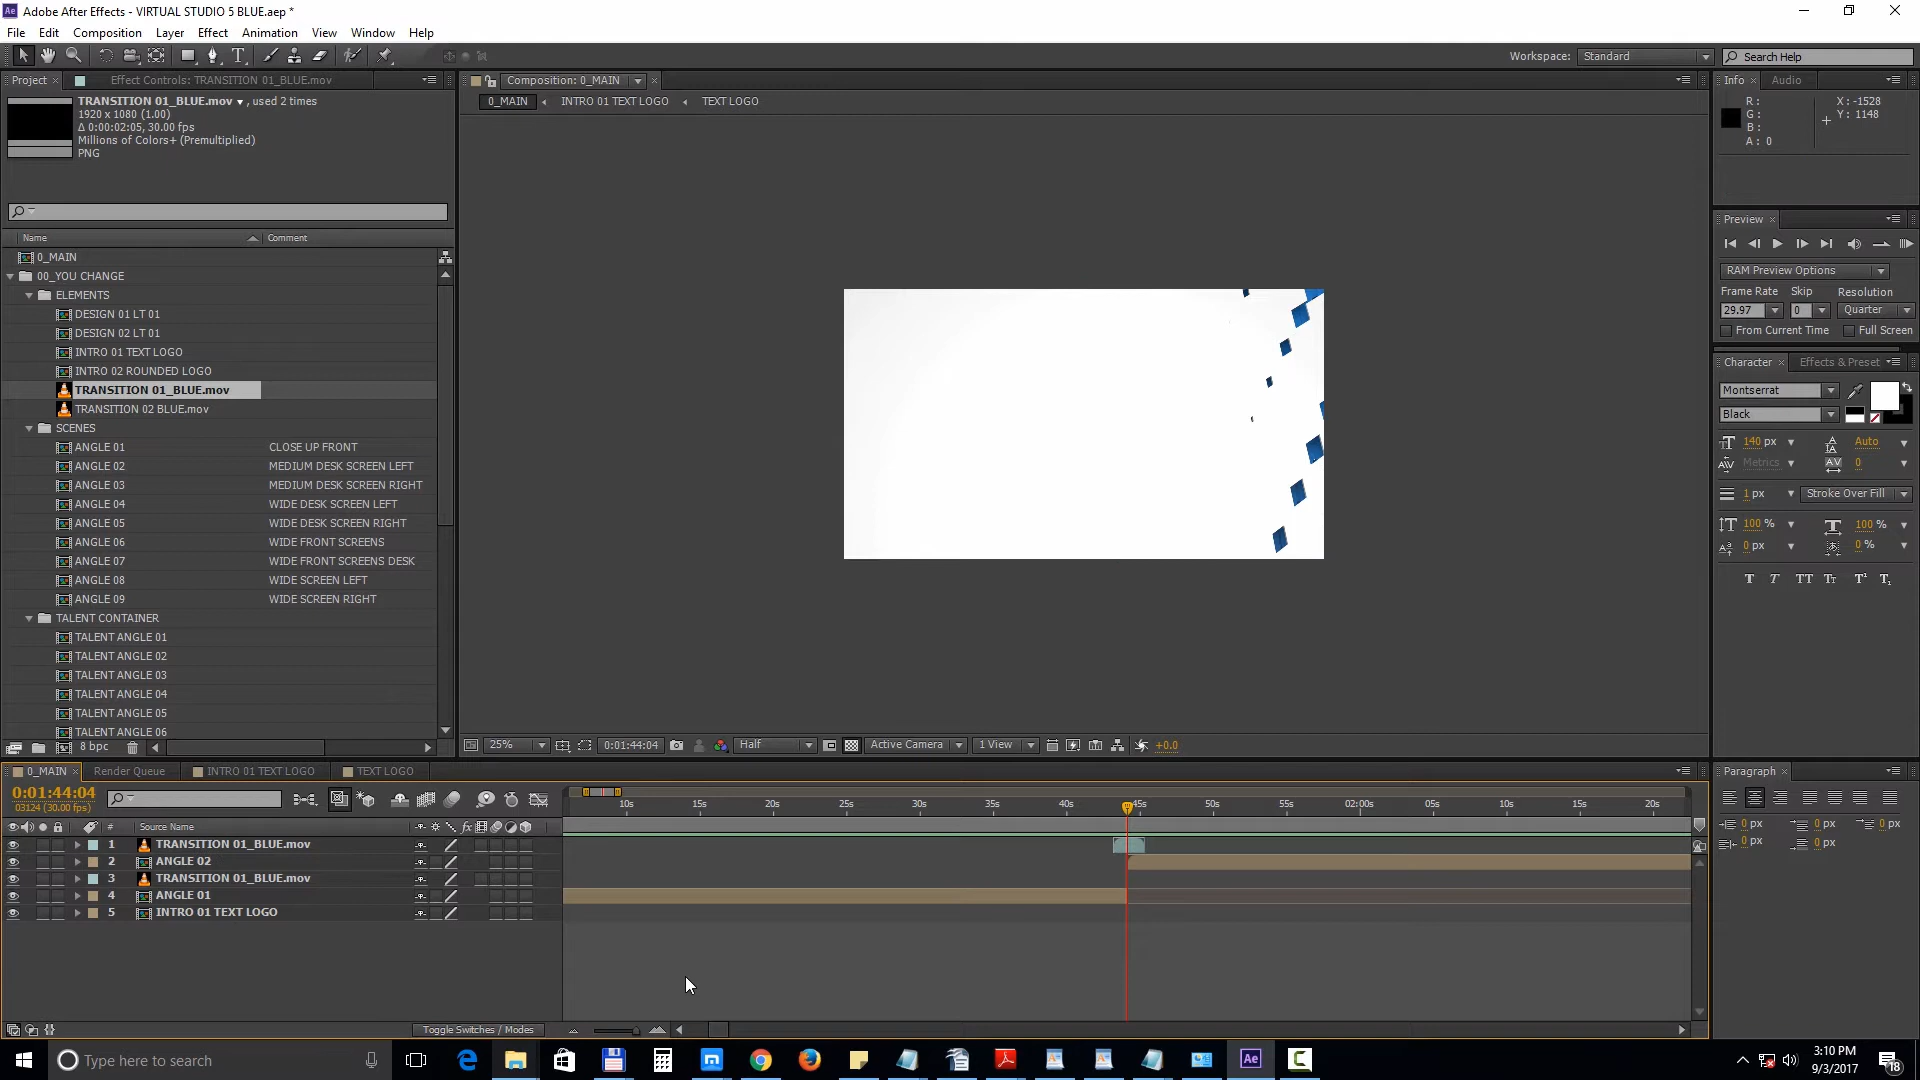 Adobe After Effects - VIRTUAL STUDIO 5 BLUE.aep *
File Edit Composition Layer Effect Animation View Window Help
Workspace: Standard Search Help
Project Effect Controls: TRANSITION 01_BLUE.mov
Composition: 0_MAIN
Info Audio
TRANSITION 01_BLUE.mov , used 2 times
1920 x 1080 (1.00)
Δ 0:00:02:05, 30.00 fps
Millions of Colors+ (Premultiplied)
PNG
0_MAIN INTRO 01 TEXT LOGO TEXT LOGO
R : X : -1528
G : Y : 1148
B :
A : 0
Name Comment
0_MAIN
00_YOU CHANGE
ELEMENTS
DESIGN 01 LT 01
DESIGN 02 LT 01
INTRO 01 TEXT LOGO
INTRO 02 ROUNDED LOGO
TRANSITION 01_BLUE.mov
TRANSITION 02 BLUE.mov
SCENES
ANGLE 01 CLOSE UP FRONT
ANGLE 02 MEDIUM DESK SCREEN LEFT
ANGLE 03 MEDIUM DESK SCREEN RIGHT
ANGLE 04 WIDE DESK SCREEN LEFT
ANGLE 05 WIDE DESK SCREEN RIGHT
ANGLE 06 WIDE FRONT SCREENS
ANGLE 07 WIDE FRONT SCREENS DESK
ANGLE 08 WIDE SCREEN LEFT
ANGLE 09 WIDE SCREEN RIGHT
TALENT CONTAINER
TALENT ANGLE 01
TALENT ANGLE 02
TALENT ANGLE 03
TALENT ANGLE 04
TALENT ANGLE 05
TALENT ANGLE 06
8 bpc
25% 0:01:44:04 Half Active Camera 1 View +0.0
Preview
RAM Preview Options
Frame Rate Skip Resolution
29.97 0 Quarter
From Current Time Full Screen
Character Effects & Preset
Montserrat
Black
140 px Auto
Metrics 0
1 px Stroke Over Fill
100 % 100 %
0 px 0 %
T T TT Tt T¹ T₁
0_MAIN Render Queue INTRO 01 TEXT LOGO TEXT LOGO
0:01:44:04
03124 (30.00 fps)
10s 15s 20s 25s 30s 35s 40s 45s 50s 55s 02:00s 05s 10s 15s 20s
# Source Name
1 TRANSITION 01_BLUE.mov
2 ANGLE 02
3 TRANSITION 01_BLUE.mov
4 ANGLE 01
5 INTRO 01 TEXT LOGO
Toggle Switches / Modes
Paragraph
0 px 0 px 0 px
0 px 0 px
Type here to search
3:10 PM
9/3/2017
18